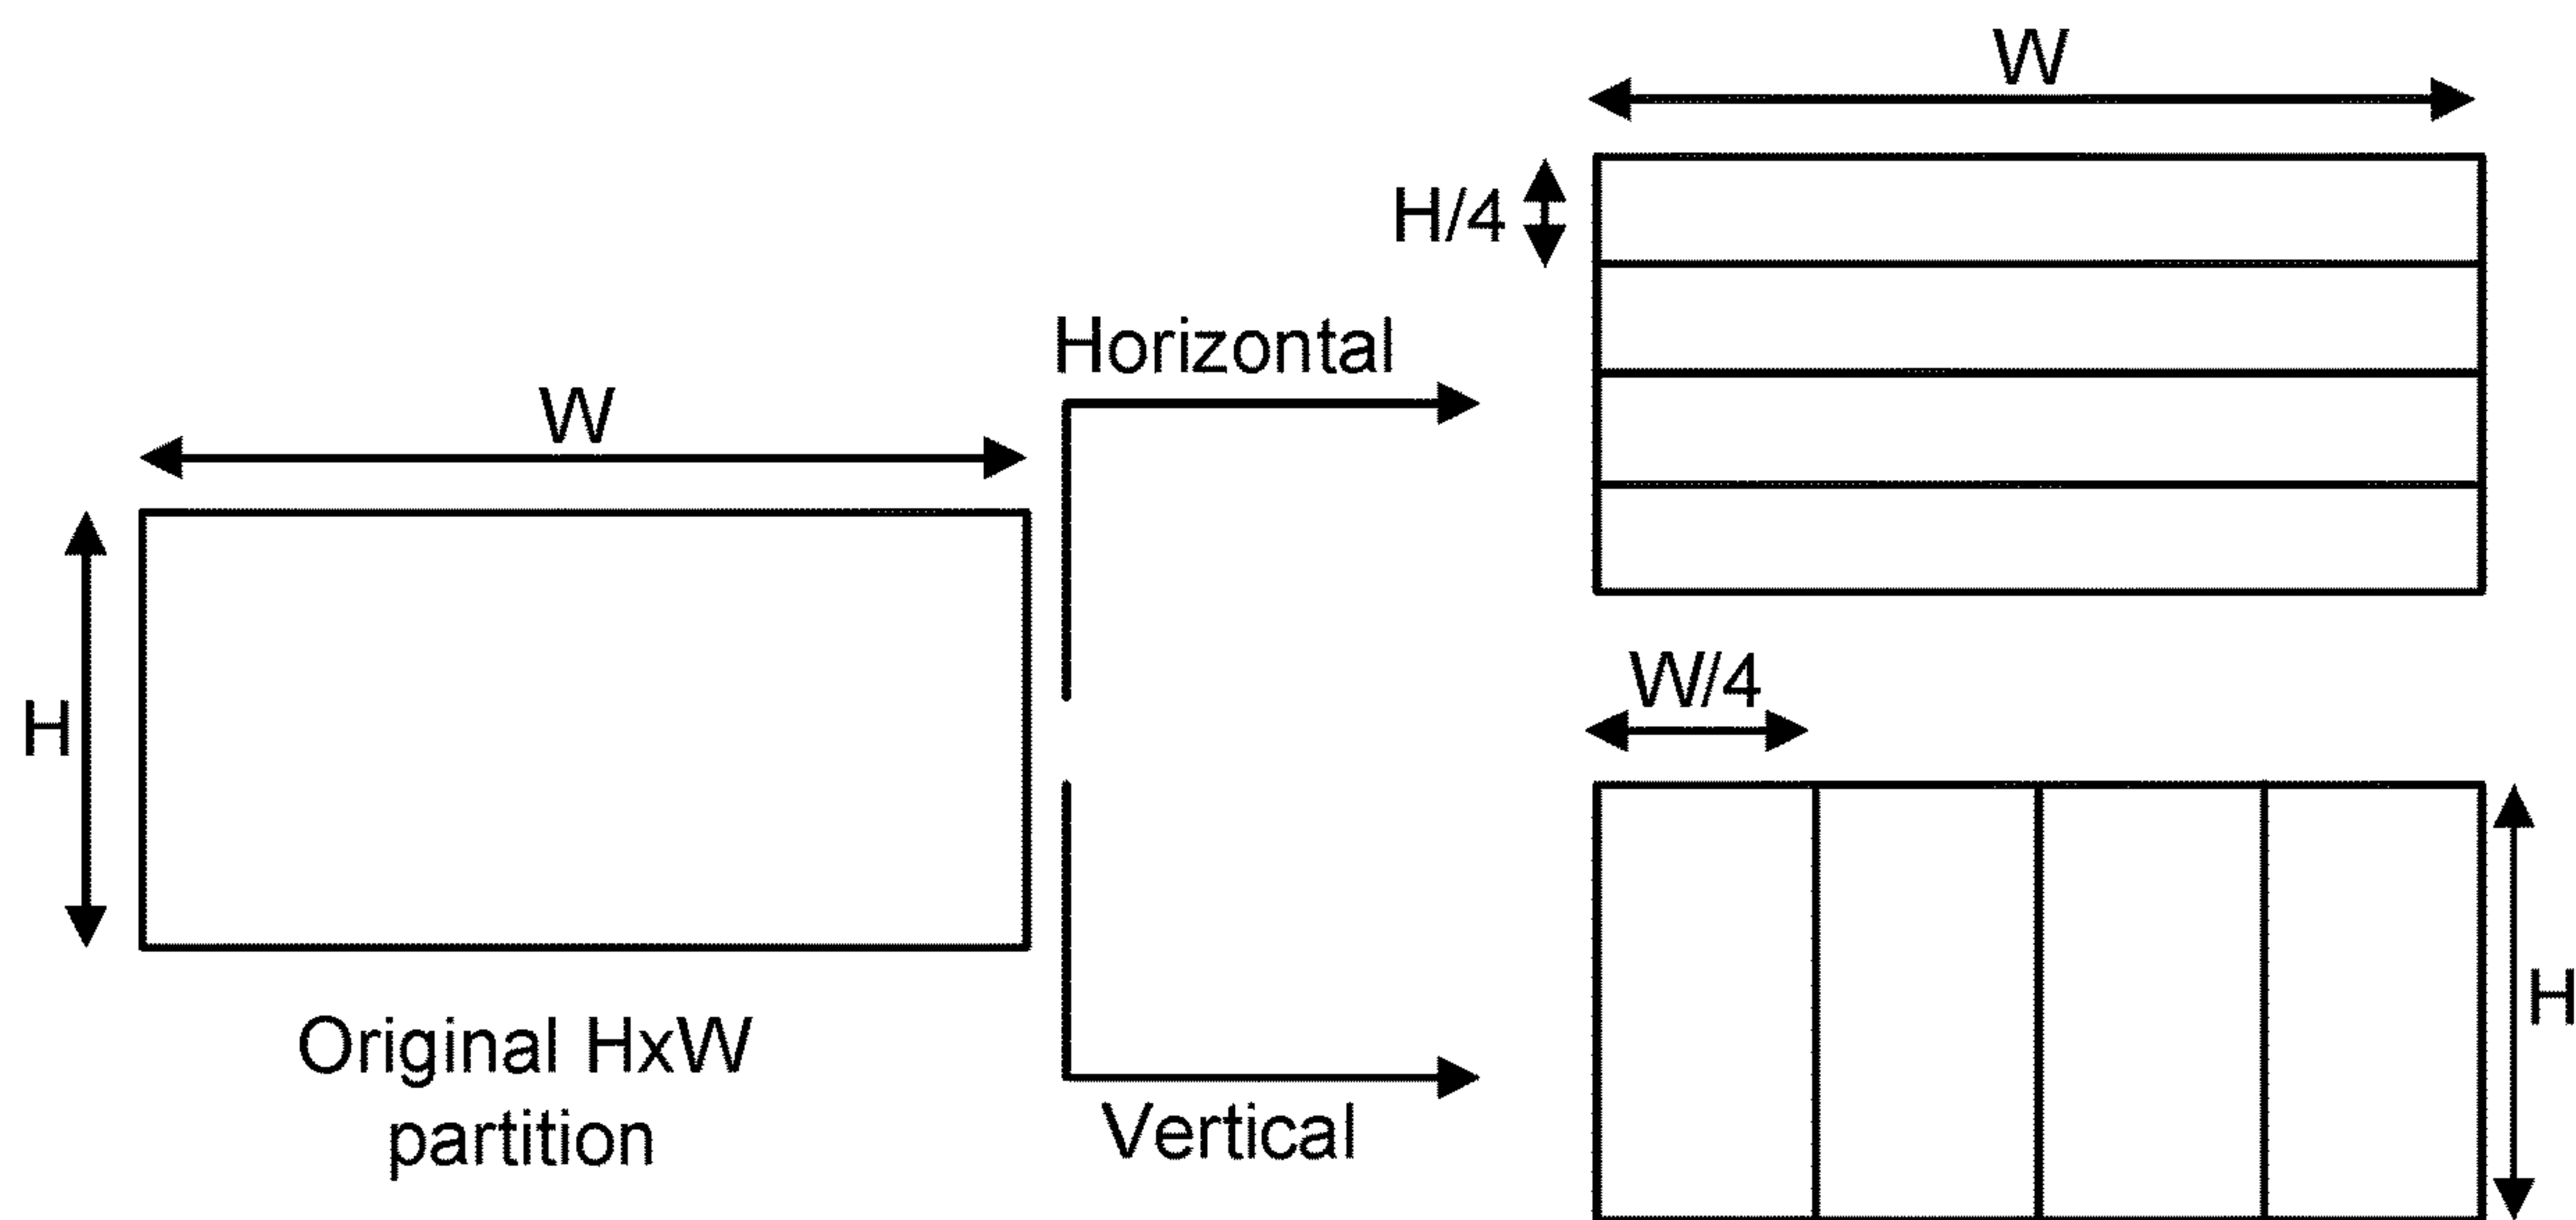 W
H
Original HxW
partition
Horizontal
Vertical
W
H/4
W/4
H